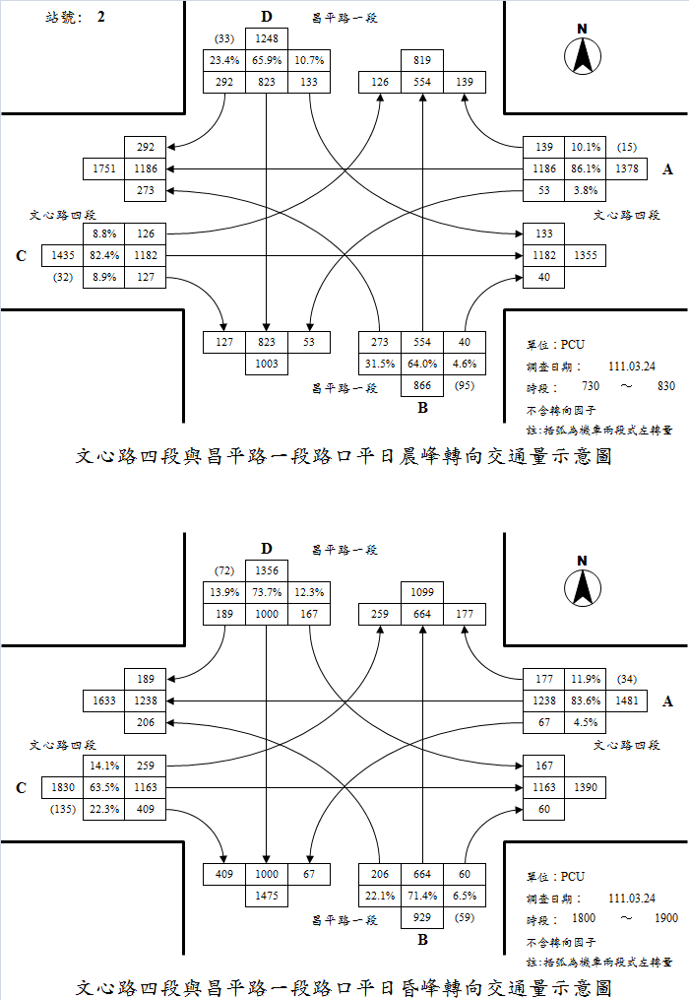 站號: 2
D 昌平路一段
(33) 1248
23.4% 65.9% 10.7%
292 823 133
819
126 554 139
N
292
1751 1186
273
139 10.1% (15)
1186 86.1% 1378 A
53 3.8%
文心路四段
文心路四段
8.8% 126
C 1435 82.4% 1182
(32) 8.9% 127
133
1182 1355
40
127 823 53
1003
273 554 40
31.5% 64.0% 4.6%
昌平路一段 866 (95)
B
單位:PCU
調查日期: 111.03.24
時段: 730 ~ 830
不含轉向因子
註:括弧為機車兩段式左轉量
文心路四段與昌平路一段路口平日晨峰轉向交通量示意圖
D 昌平路一段
(72) 1356
13.9% 73.7% 12.3%
189 1000 167
1099
259 664 177
N
189
1633 1238
206
177 11.9% (34)
1238 83.6% 1481 A
67 4.5%
文心路四段
文心路四段
14.1% 259
C 1830 63.5% 1163
(135) 22.3% 409
167
1163 1390
60
409 1000 67
1475
206 664 60
22.1% 71.4% 6.5%
昌平路一段 929 (59)
B
單位:PCU
調查日期: 111.03.24
時段: 1800 ~ 1900
不含轉向因子
註:括弧為機車兩段式左轉量
文心路四段與昌平路一段路口平日昏峰轉向交通量示意圖